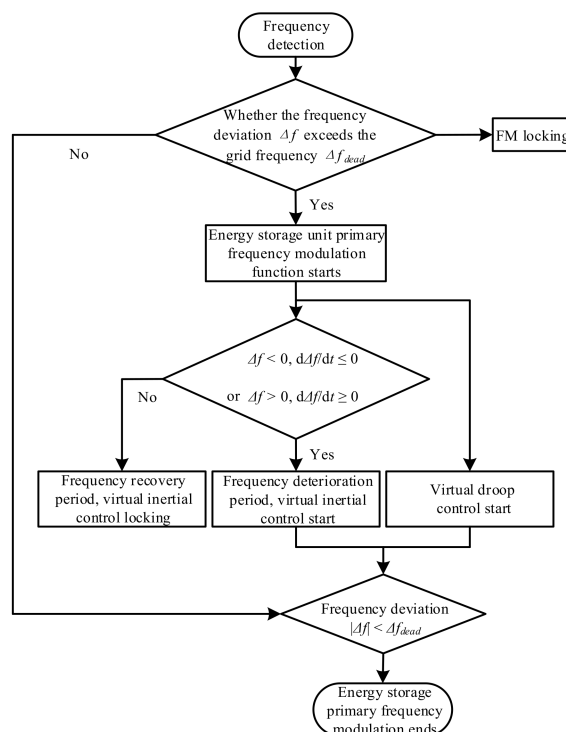 Frequency
detection
Whether the frequency
deviation Δf exceeds the
grid frequency Δf_dead
FM locking
No
Yes
Energy storage unit primary
frequency modulation
function starts
Δf < 0, dΔf/dt ≤ 0
or Δf > 0, dΔf/dt ≥ 0
No
Yes
Frequency recovery
period, virtual inertial
control locking
Frequency deterioration
period, virtual inertial
control start
Virtual droop
control start
Frequency deviation
|Δf| < Δf_dead
Energy storage
primary frequency
modulation ends